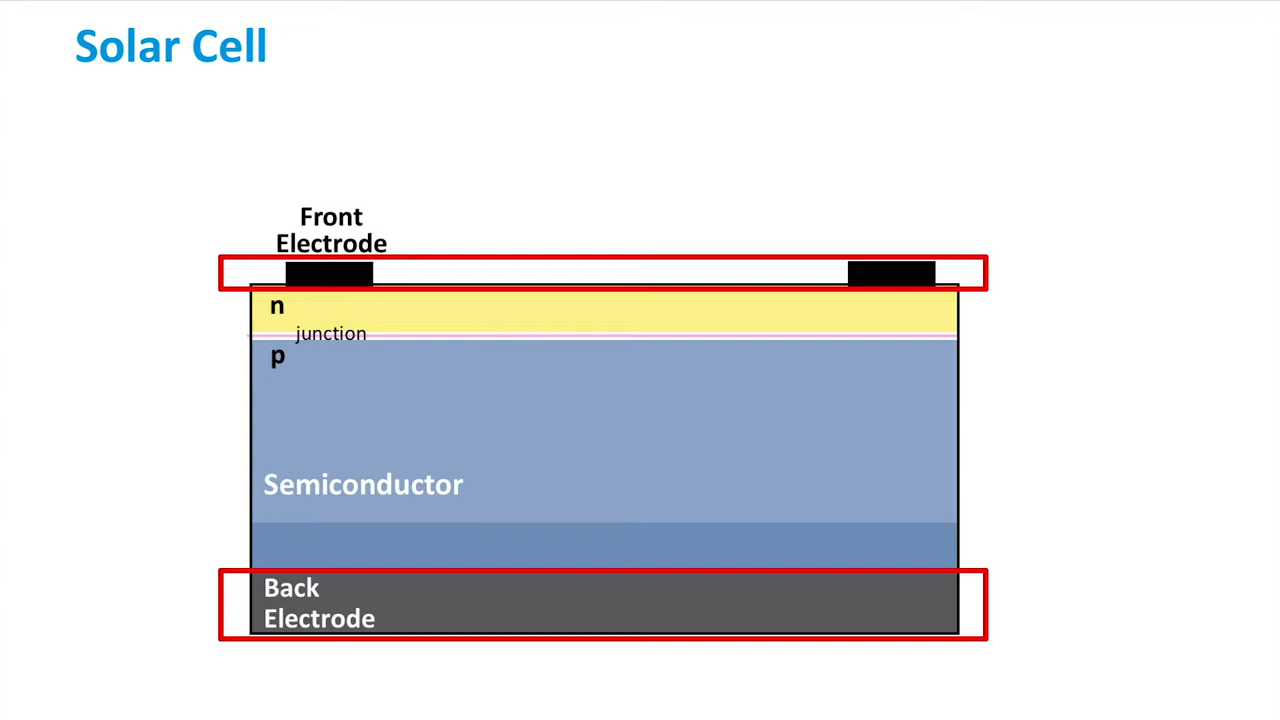 Solar Cell
Front
Electrode
n
junction
p
Semiconductor
Back
Electrode